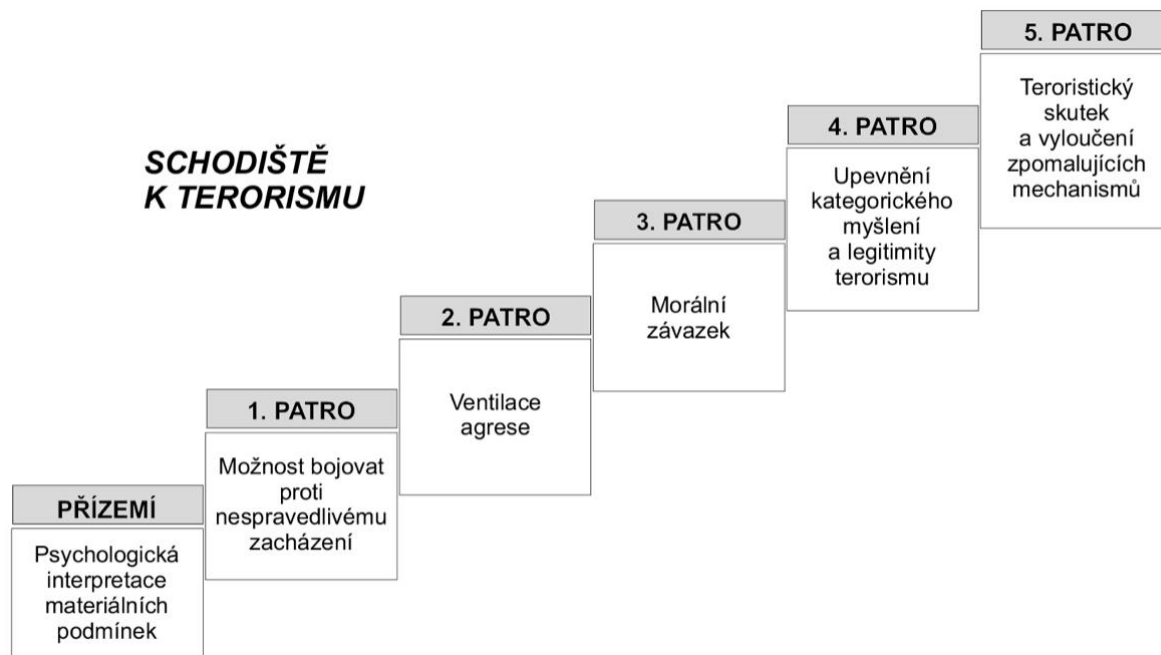 SCHODIŠTĚ
K TERORISMU
PŘÍZEMÍ
Psychologická
interpretace
materiálních
podmínek
1. PATRO
Možnost bojovat
proti
nespravedlivému
zacházení
2. PATRO
Ventilace
agrese
3. PATRO
Morální
závazek
4. PATRO
Upevnění
kategorického
myšlení
a legitimity
terorismu
5. PATRO
Teroristický
skutek
a vyloučení
zpomalujících
mechanismů